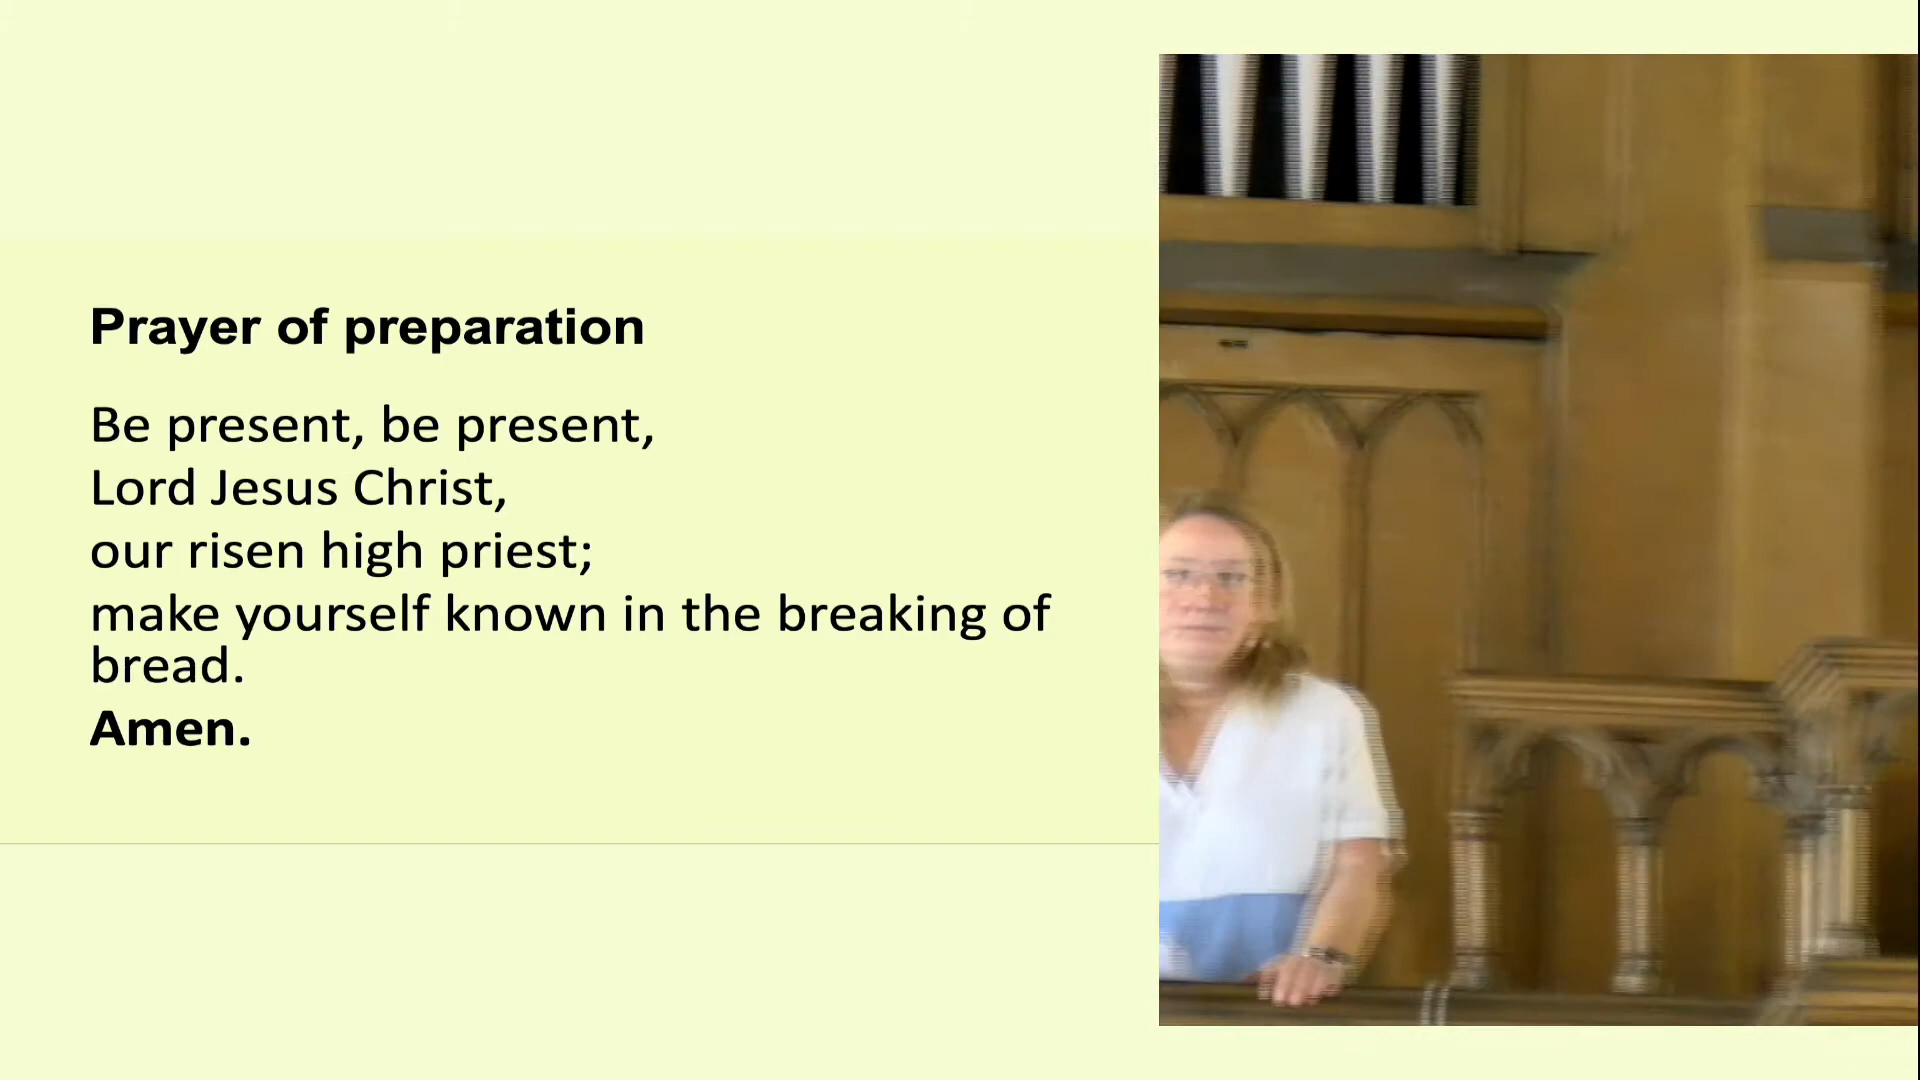 Prayer of preparation
Be present, be present,
Lord Jesus Christ,
our risen high priest;
make yourself known in the breaking of
bread.
Amen.